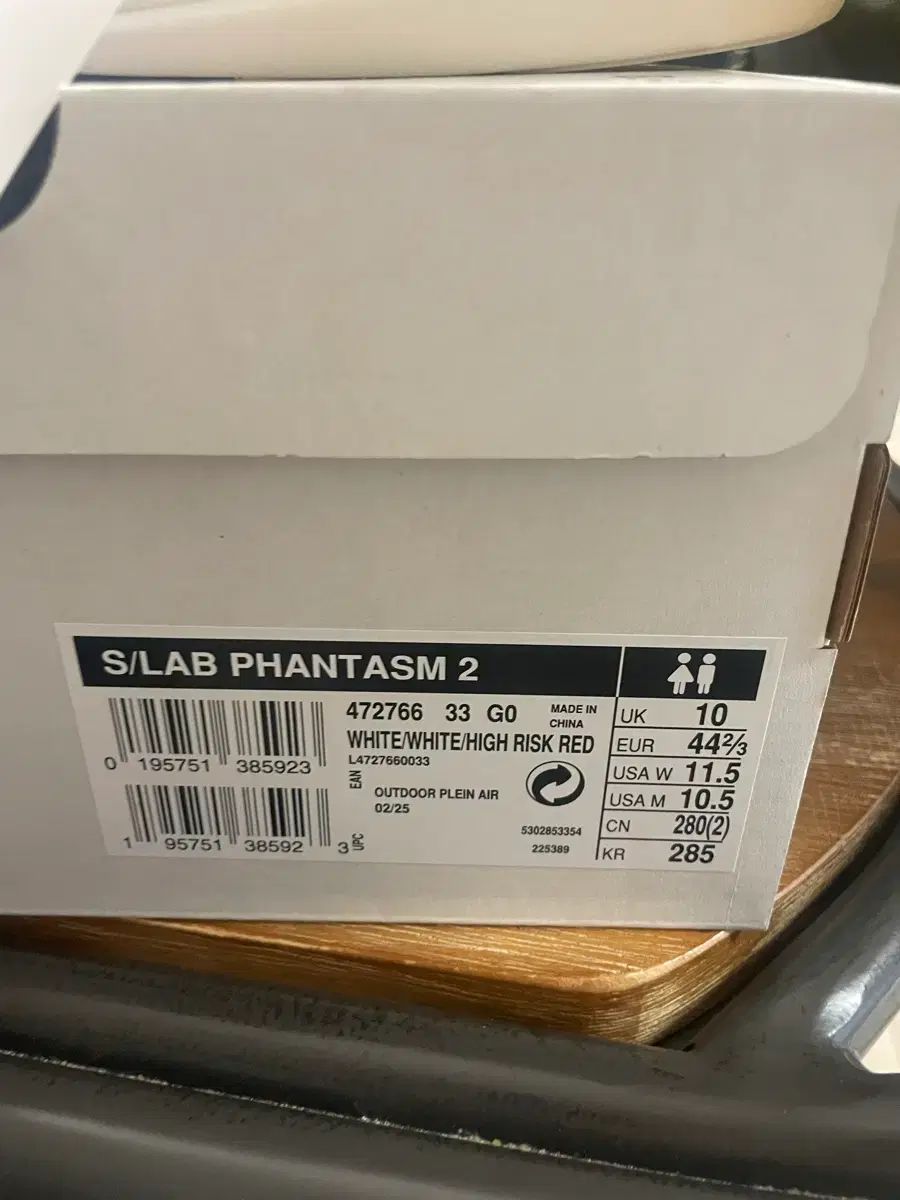 S/LAB PHANTASM 2
472766 33 G0
MADE IN
CHINA
WHITE/WHITE/HIGH RISK RED
L4727660033
0 195751 385923
EAN
OUTDOOR PLEIN AIR
02/25
1 95751 38592 3
UPC
5302853354
225389
UK 10
EUR 44⅔
USA W 11.5
USA M 10.5
CN 280(2)
KR 285